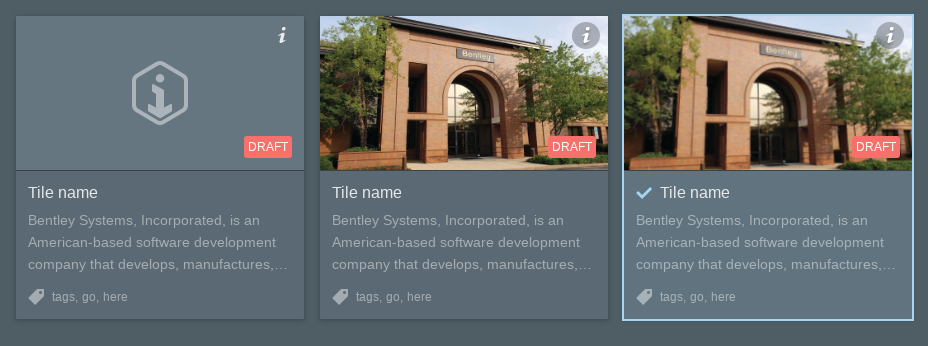 DRAFT
Tile name
Bentley Systems, Incorporated, is an
American-based software development
company that develops, manufactures,...
tags, go, here
i
Bentley
DRAFT
Tile name
Bentley Systems, Incorporated, is an
American-based software development
company that develops, manufactures,...
tags, go, here
i
Bentley
DRAFT
Tile name
Bentley Systems, Incorporated, is an
American-based software development
company that develops, manufactures,...
tags, go, here